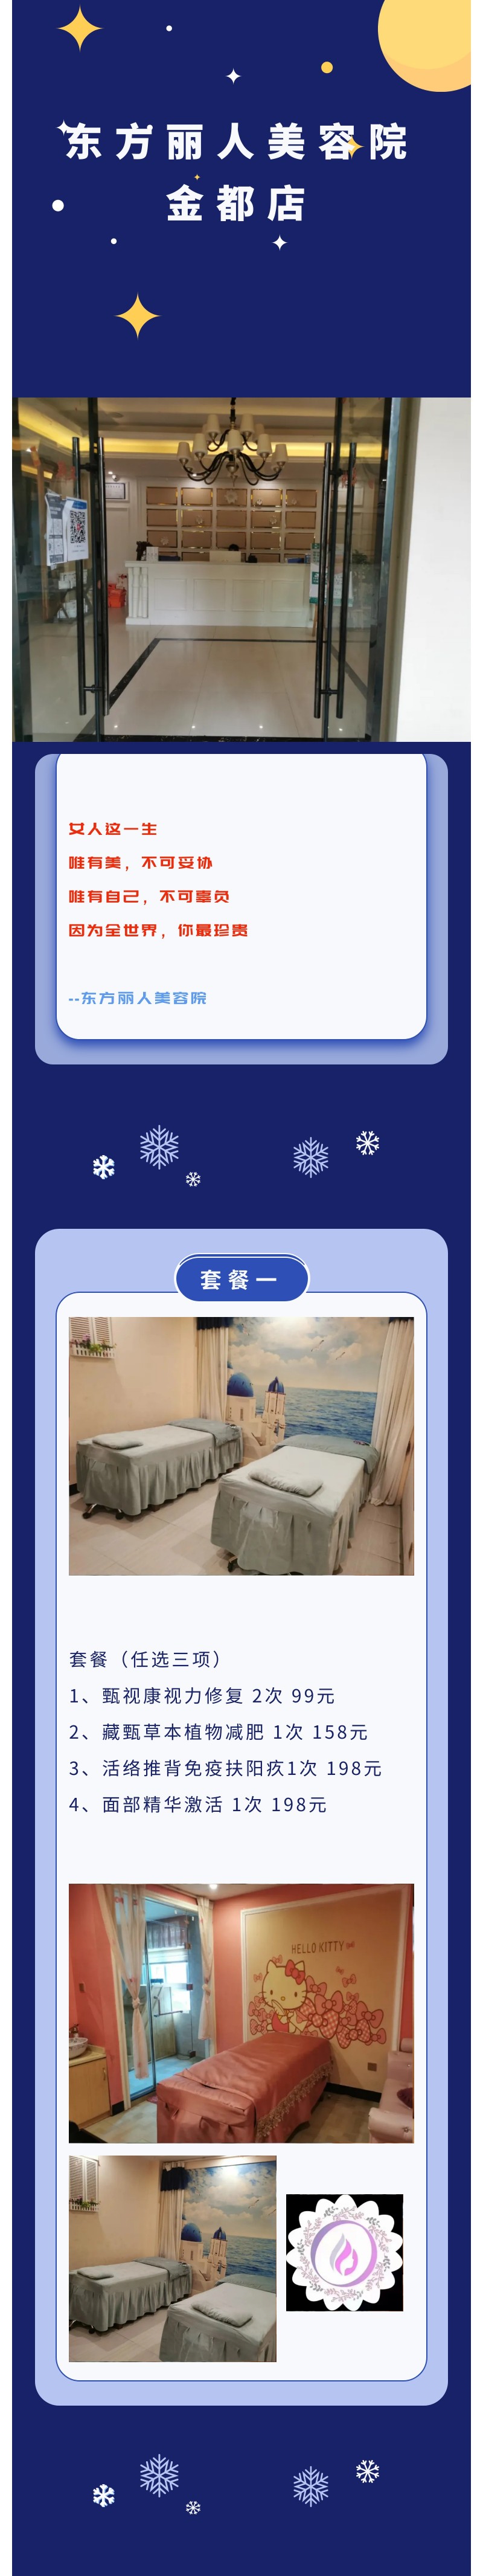 东方丽人美容院
金都店
女人这一生
唯有美，不可妥协
唯有自己，不可辜负
因为全世界，你最珍贵
--东方丽人美容院
套餐一
套餐（任选三项）
1、甄视康视力修复 2次 99元
2、藏甄草本植物减肥 1次 158元
3、活络推背免疫扶阳疚1次 198元
4、面部精华激活 1次 198元
HELLO KITTY